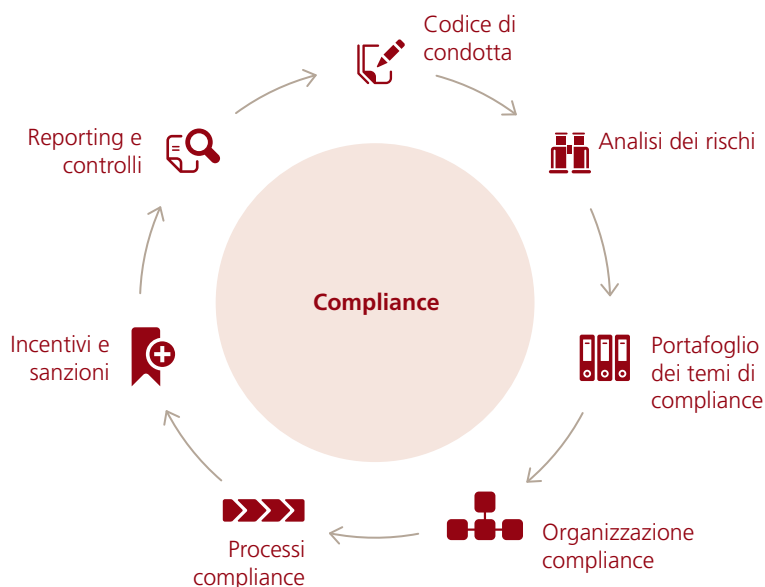 Codice di
condotta
Analisi dei rischi
Portafoglio
dei temi di
compliance
Organizzazione
compliance
Processi
compliance
Incentivi e
sanzioni
Reporting e
controlli
Compliance